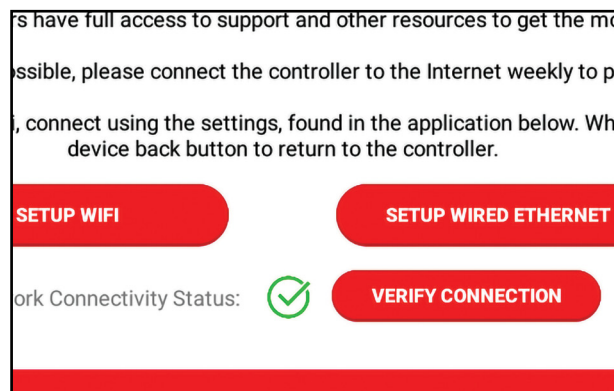 rs have full access to support and other resources to get the mo
ossible, please connect the controller to the Internet weekly to p
i, connect using the settings, found in the application below. Wh
device back button to return to the controller.
SETUP WIFI
SETUP WIRED ETHERNET
ork Connectivity Status:
VERIFY CONNECTION